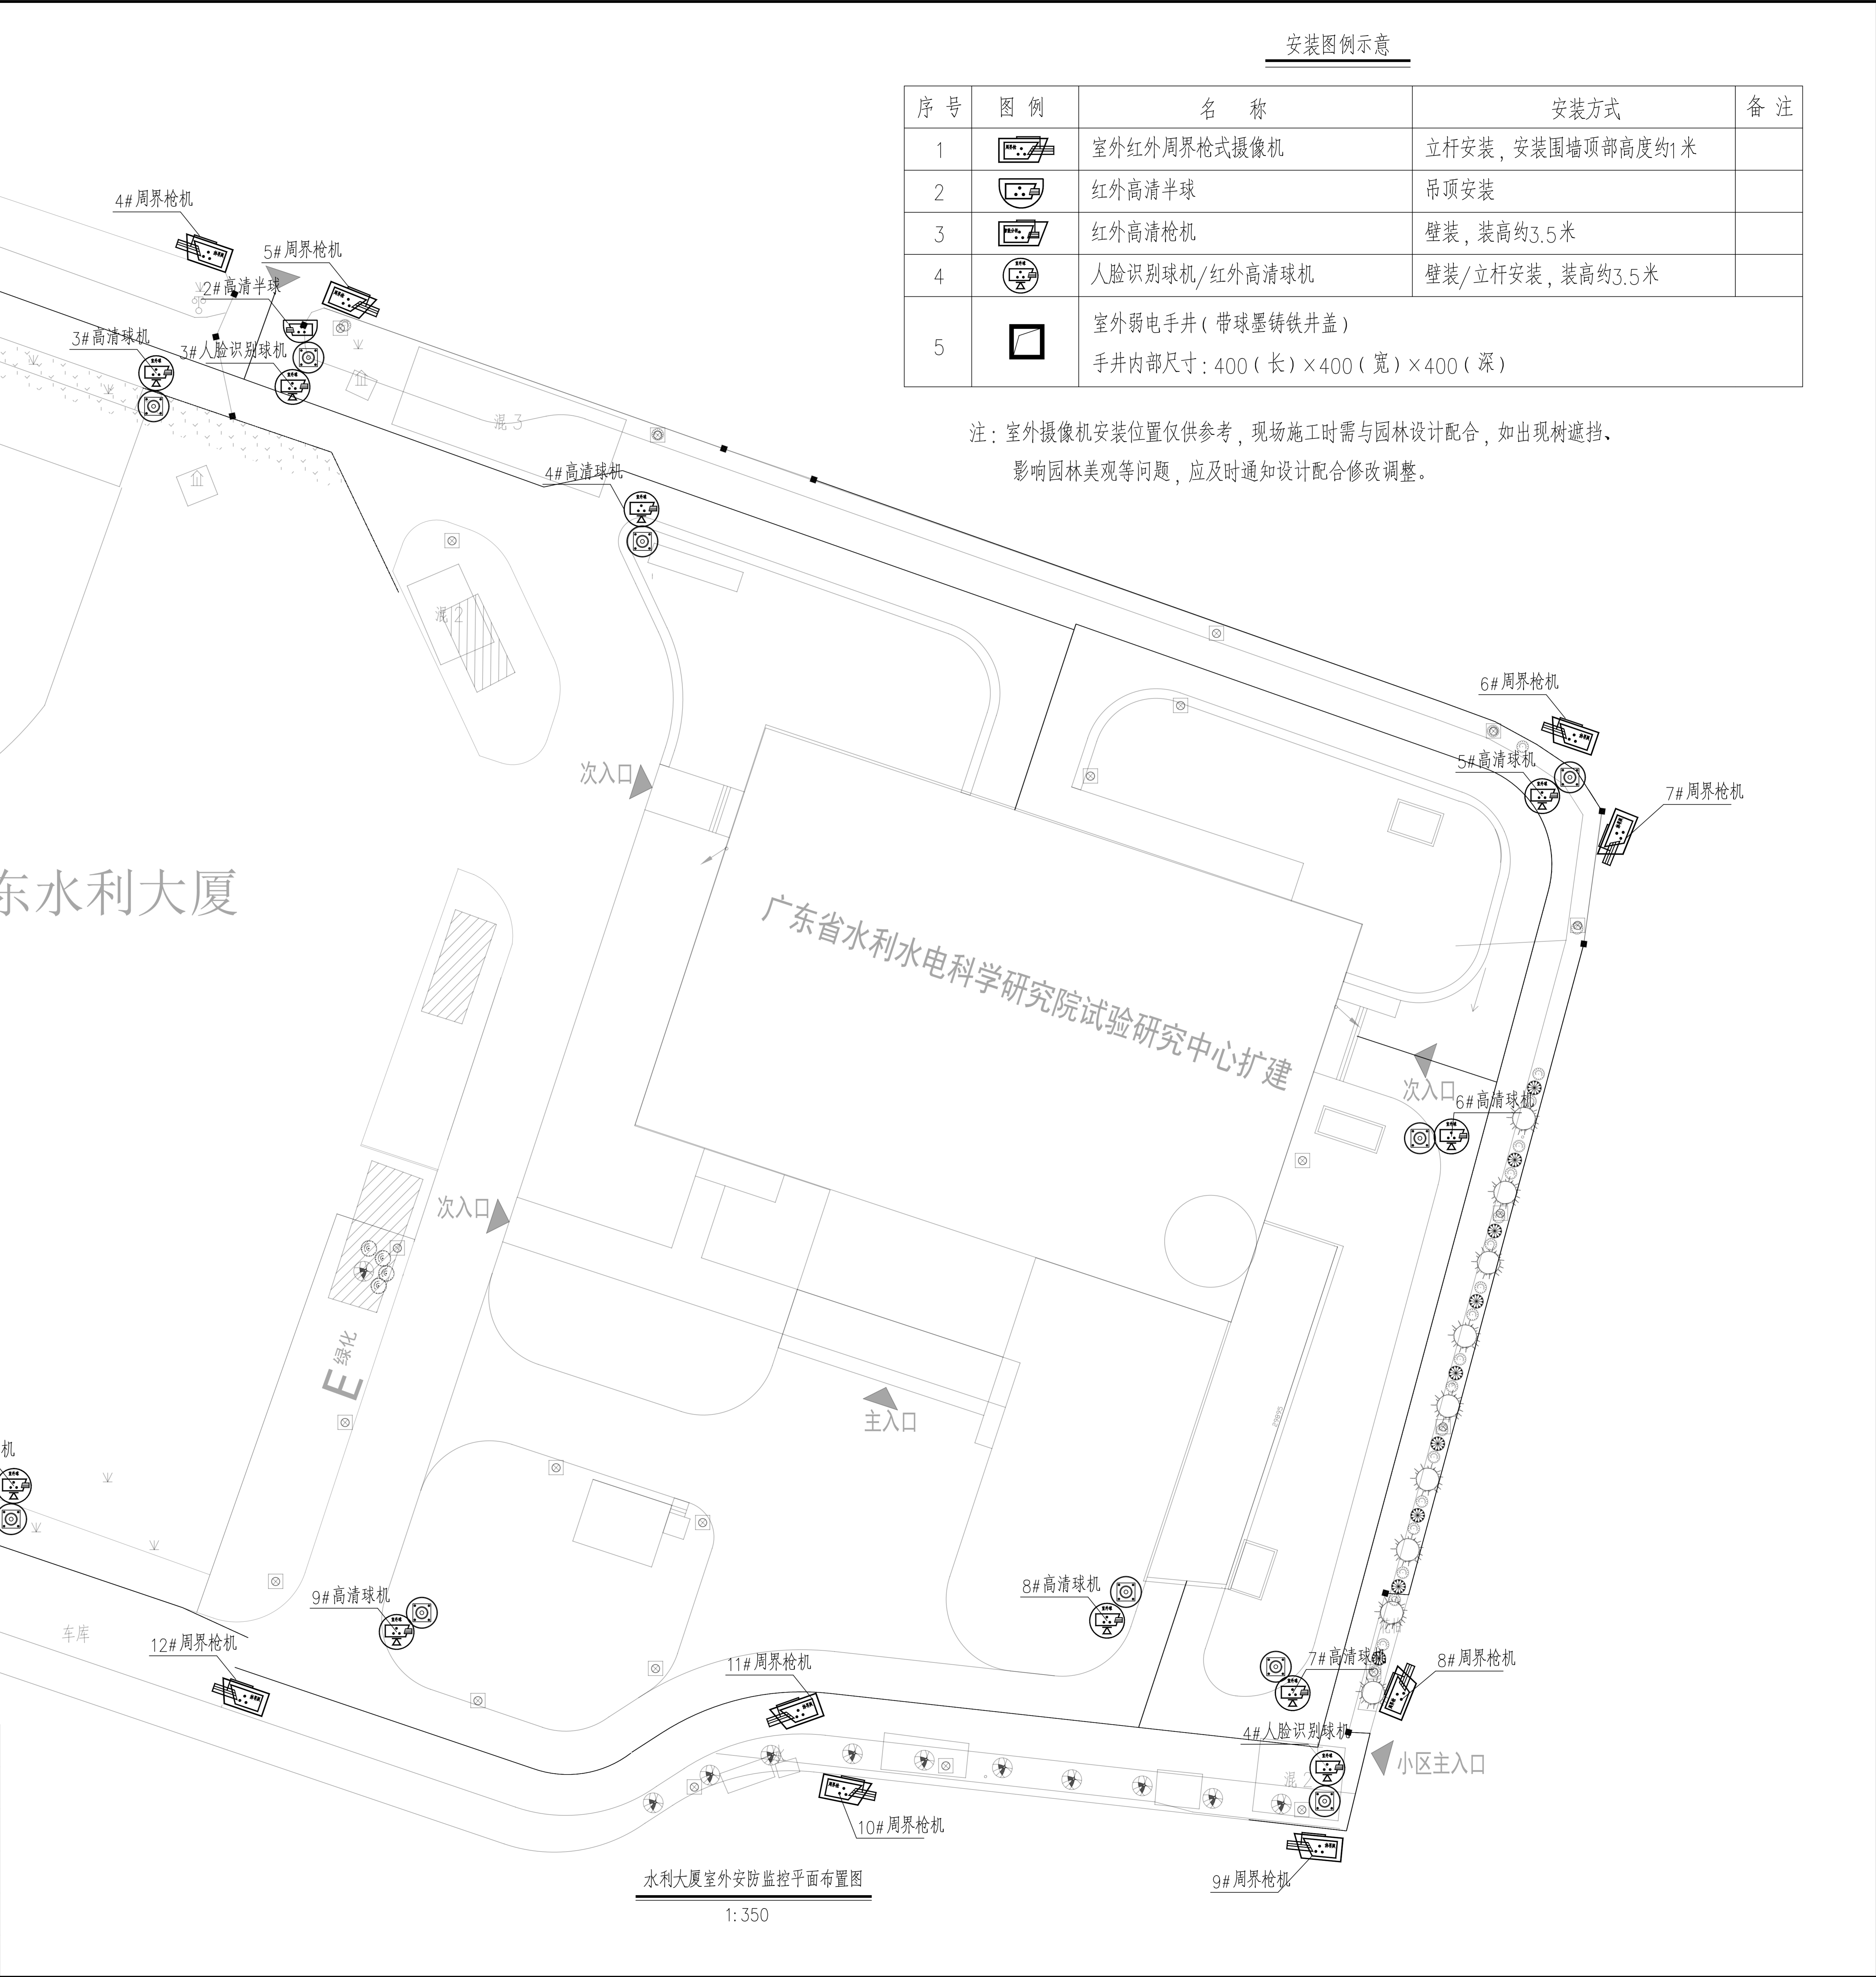 安装图例示意
序号 图例 名称 安装方式 备注
1 室外红外周界枪式摄像机 立杆安装，安装围墙顶部高度约1米
2 红外高清半球 吊顶安装
3 红外高清枪机 壁装，装高约3.5米
4 人脸识别球机/红外高清球机 壁装/立杆安装，装高约3.5米
5 室外弱电手井(带球墨铸铁井盖)
手井内部尺寸：400(长)×400(宽)×400(深)
注：室外摄像机安装位置仅供参考，现场施工时需与园林设计配合，如出现树遮挡、
影响园林美观等问题，应及时通知设计配合修改调整。
4#周界枪机
5#周界枪机
2#高清半球
3#高清球机
3#人脸识别球机
混3
4#高清球机
混2
6#周界枪机
5#高清球机
7#周界枪机
次入口
东水利大厦
广东省水利水电科学研究院试验研究中心扩建
次入口
6#高清球机
次入口
E 绿化
主入口
29895
机
9#高清球机
8#高清球机
车库
12#周界枪机
11#周界枪机
7#高清球机
8#周界枪机
4#人脸识别球机
小区主入口
混2
10#周界枪机
9#周界枪机
水利大厦室外安防监控平面布置图
1:350